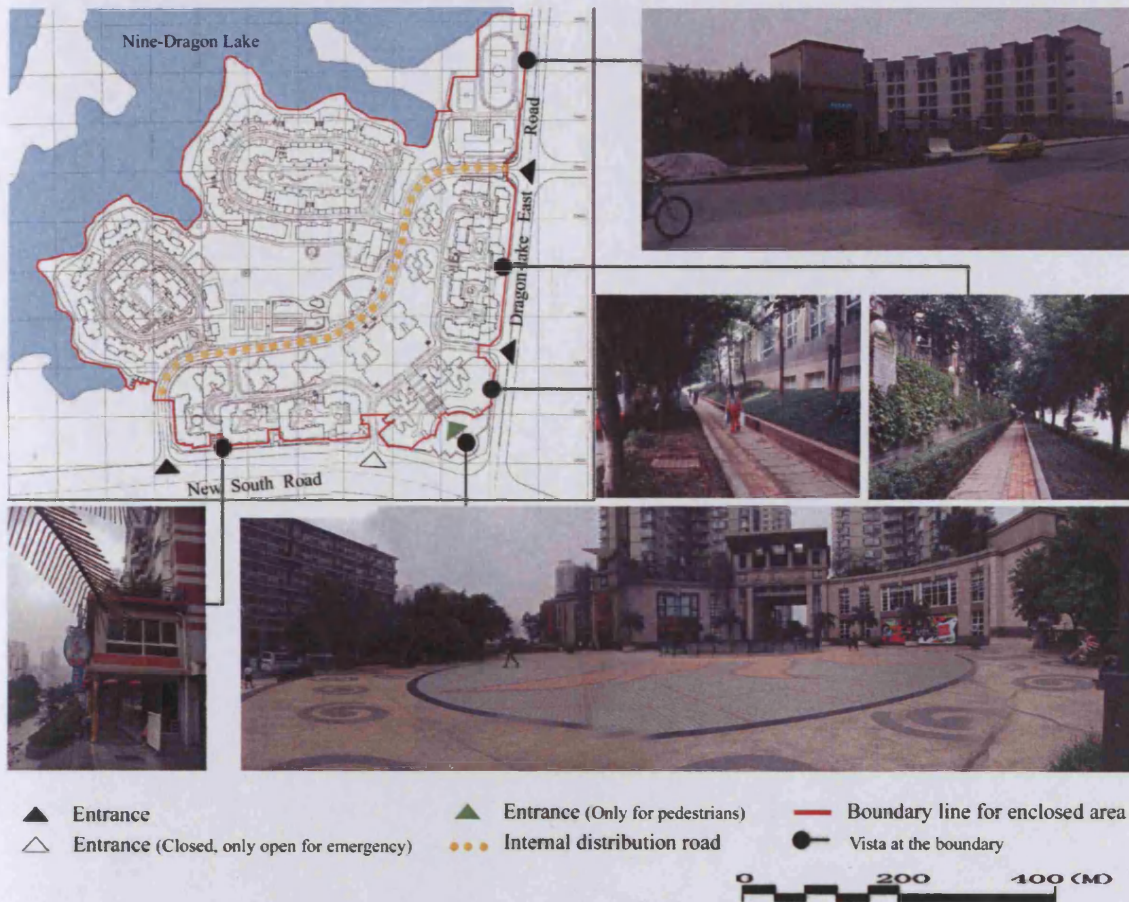 Nine-Dragon Lake
Dragon-lake East Road
New South Road
Entrance
Entrance (Only for pedestrians)
Boundary line for enclosed area
Entrance (Closed, only open for emergency)
Internal distribution road
Vista at the boundary
0 200 400 (M)